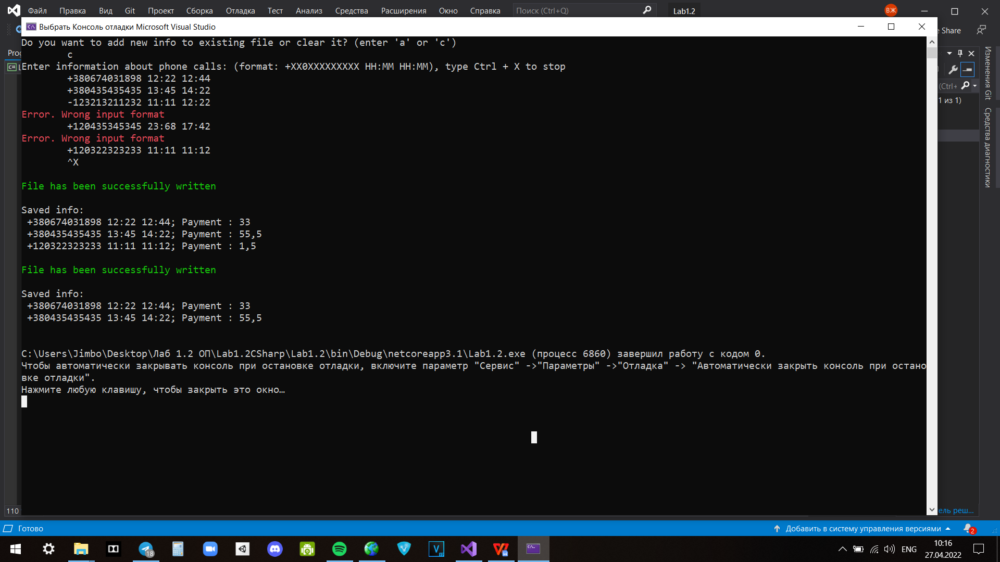 Файл Правка Вид Git Проект Сборка Отладка Тест Анализ Средства Расширения Окно Справка Поиск (Ctrl+Q) Lab1.2 ВЖ
Выбрать Консоль отладки Microsoft Visual Studio
Share
Do you want to add new info to existing file or clear it? (enter 'a' or 'c')
c
Enter information about phone calls: (format: +XX0XXXXXXXXX HH:MM HH:MM), type Ctrl + X to stop
+380674031898 12:22 12:44
+380435435435 13:45 14:22
-123213211232 11:11 12:22
Error. Wrong input format
+120435345345 23:68 17:42
Error. Wrong input format
+120322323233 11:11 11:12
^X
File has been successfully written
Saved info:
+380674031898 12:22 12:44; Payment : 33
+380435435435 13:45 14:22; Payment : 55,5
+120322323233 11:11 11:12; Payment : 1,5
File has been successfully written
Saved info:
+380674031898 12:22 12:44; Payment : 33
+380435435435 13:45 14:22; Payment : 55,5
C:\Users\Jimbo\Desktop\Лаб 1.2 ОП\Lab1.2CSharp\Lab1.2\bin\Debug\netcoreapp3.1\Lab1.2.exe (процесс 6860) завершил работу с кодом 0.
Чтобы автоматически закрывать консоль при остановке отладки, включите параметр "Сервис" ->"Параметры" ->"Отладка" -> "Автоматически закрыть консоль при остано
вке отладки".
Нажмите любую клавишу, чтобы закрыть это окно…
Prog
(Ctrl+
1 из 1)
Изменения Git
Средства диагностики
110
ель реш...
Готово
Добавить в систему управления версиями
2
18
ENG
10:16
27.04.2022